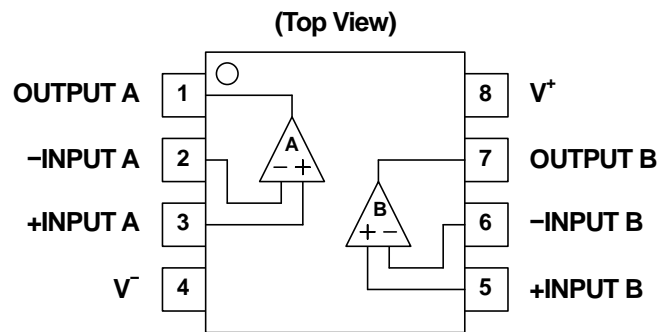 (Top View)
OUTPUT A 1 8 V⁺
A
−INPUT A 2 − + 7 OUTPUT B
B
+INPUT A 3 + − 6 −INPUT B
V⁻ 4 5 +INPUT B